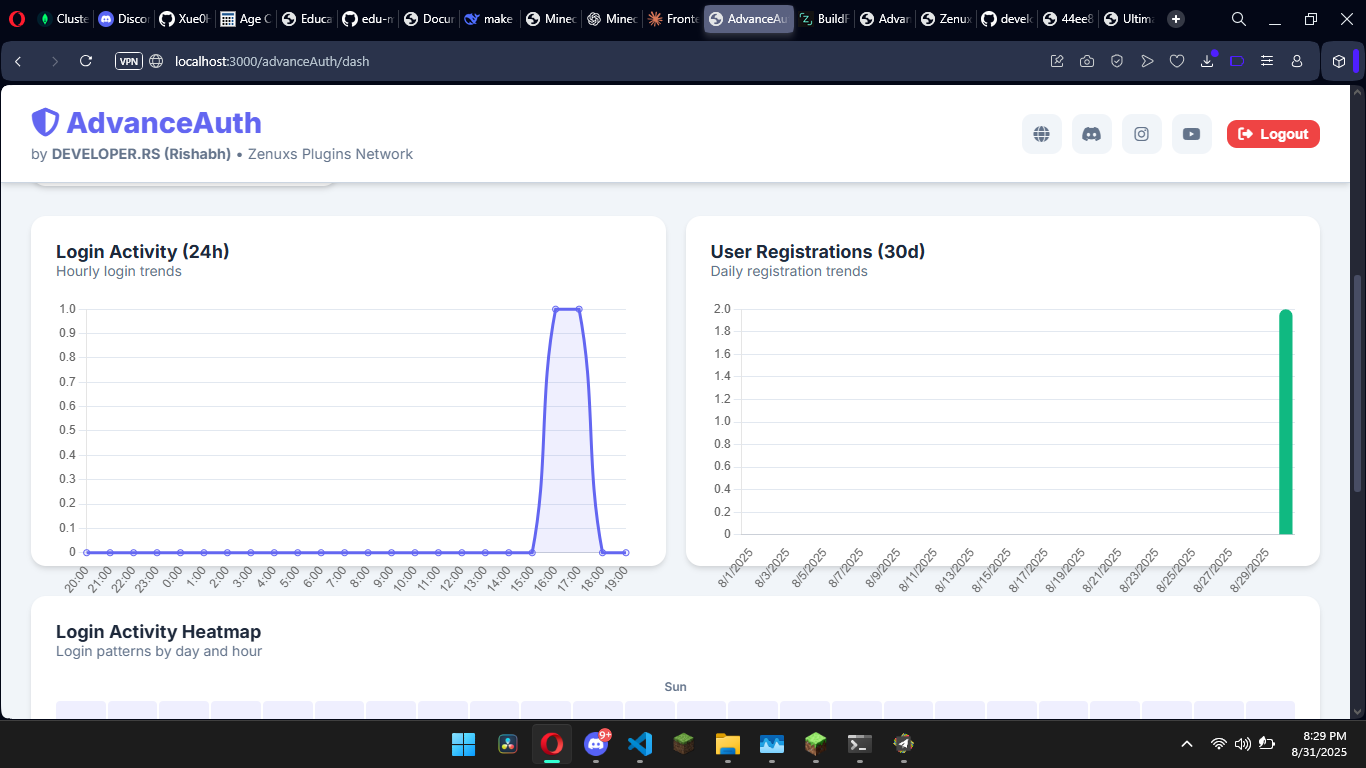 Cluste
Discor
Xue0H
Age C
Educa
edu-n
Docun
make
Minec
Minec
Fronte
AdvanceAu
BuildF
Advan
Zenux
develo
44ee8
Ultima
VPN
localhost:3000/advanceAuth/dash
AdvanceAuth
by DEVELOPER.RS (Rishabh) • Zenuxs Plugins Network
Logout
Login Activity (24h)
Hourly login trends
1.0
0.9
0.8
0.7
0.6
0.5
0.4
0.3
0.2
0.1
0
20:00
21:00
22:00
23:00
0:00
1:00
2:00
3:00
4:00
5:00
6:00
7:00
8:00
9:00
10:00
11:00
12:00
13:00
14:00
15:00
16:00
17:00
18:00
19:00
User Registrations (30d)
Daily registration trends
2.0
1.8
1.6
1.4
1.2
1.0
0.8
0.6
0.4
0.2
0
8/1/2025
8/3/2025
8/5/2025
8/7/2025
8/9/2025
8/11/2025
8/13/2025
8/15/2025
8/17/2025
8/19/2025
8/21/2025
8/23/2025
8/25/2025
8/27/2025
8/29/2025
Login Activity Heatmap
Login patterns by day and hour
Sun
9+
8:29 PM
8/31/2025